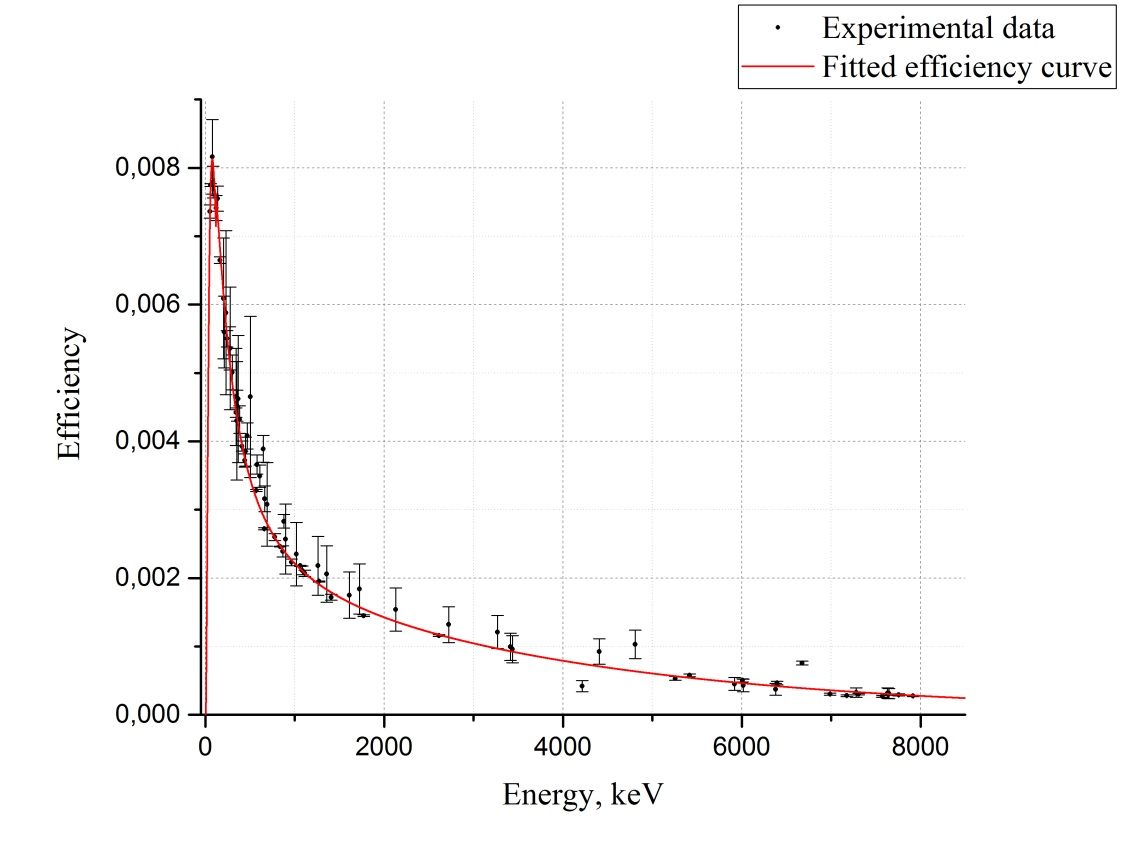 Experimental data
Fitted efficiency curve
0,008
0,006
0,004
0,002
0,000
Efficiency
0 2000 4000 6000 8000
Energy, keV